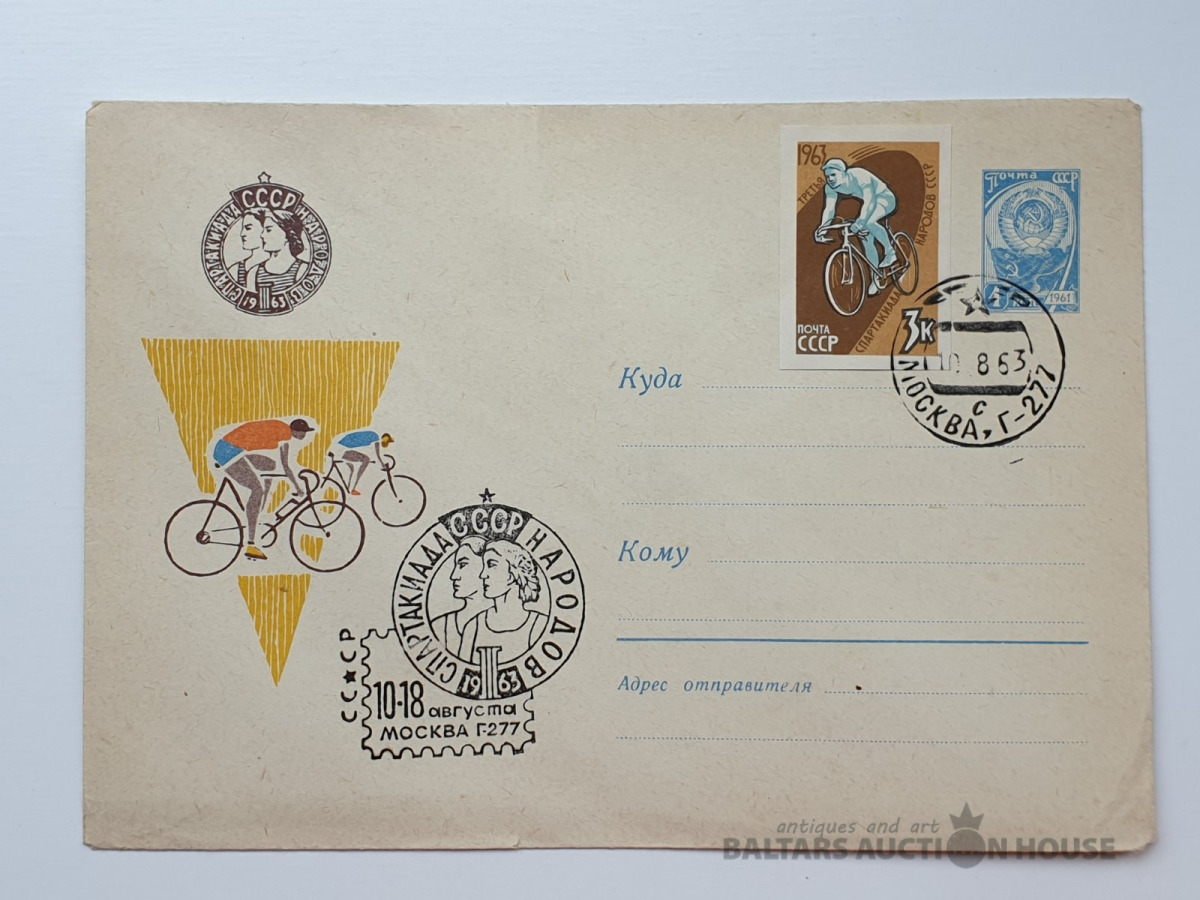 СПАРТАКИАДА СССР НАРОДОВ
19 III 63
1963
ТРЕТЬЯ
СПАРТАКИАДА
НАРОДОВ СССР
ПОЧТА
СССР
3К
Почта СССР
1961
10 8 63
с
МОСКВА, Г-277
Куда
Кому
Адрес отправителя
СПАРТАКИАДА СССР НАРОДОВ
19 III 63
СССР
10-18 августа
МОСКВА Г-277
antiques and art
BALTARS AUCTION HOUSE